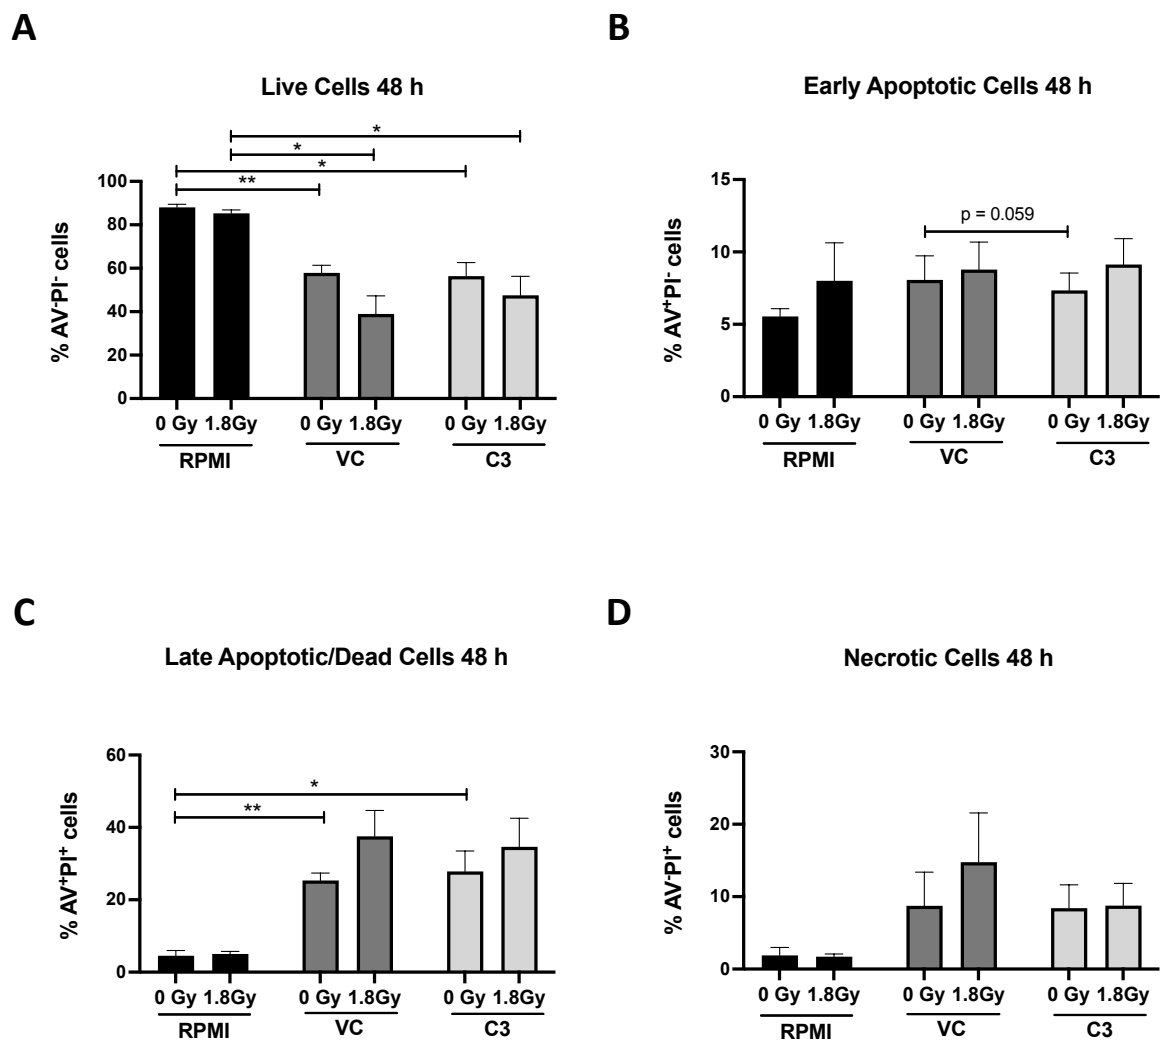 A
Live Cells 48 h
*
*
*
**
% AV⁻PI⁻ cells
100
80
60
40
20
0
0 Gy 1.8Gy 0 Gy 1.8Gy 0 Gy 1.8Gy
RPMI VC C3
B
Early Apoptotic Cells 48 h
p = 0.059
% AV⁺PI⁻ cells
15
10
5
0
0 Gy 1.8Gy 0 Gy 1.8Gy 0 Gy 1.8Gy
RPMI VC C3
C
Late Apoptotic/Dead Cells 48 h
*
**
% AV⁺PI⁺ cells
60
40
20
0
0 Gy 1.8Gy 0 Gy 1.8Gy 0 Gy 1.8Gy
RPMI VC C3
D
Necrotic Cells 48 h
% AV⁻PI⁺ cells
30
20
10
0
0 Gy 1.8Gy 0 Gy 1.8Gy 0 Gy 1.8Gy
RPMI VC C3